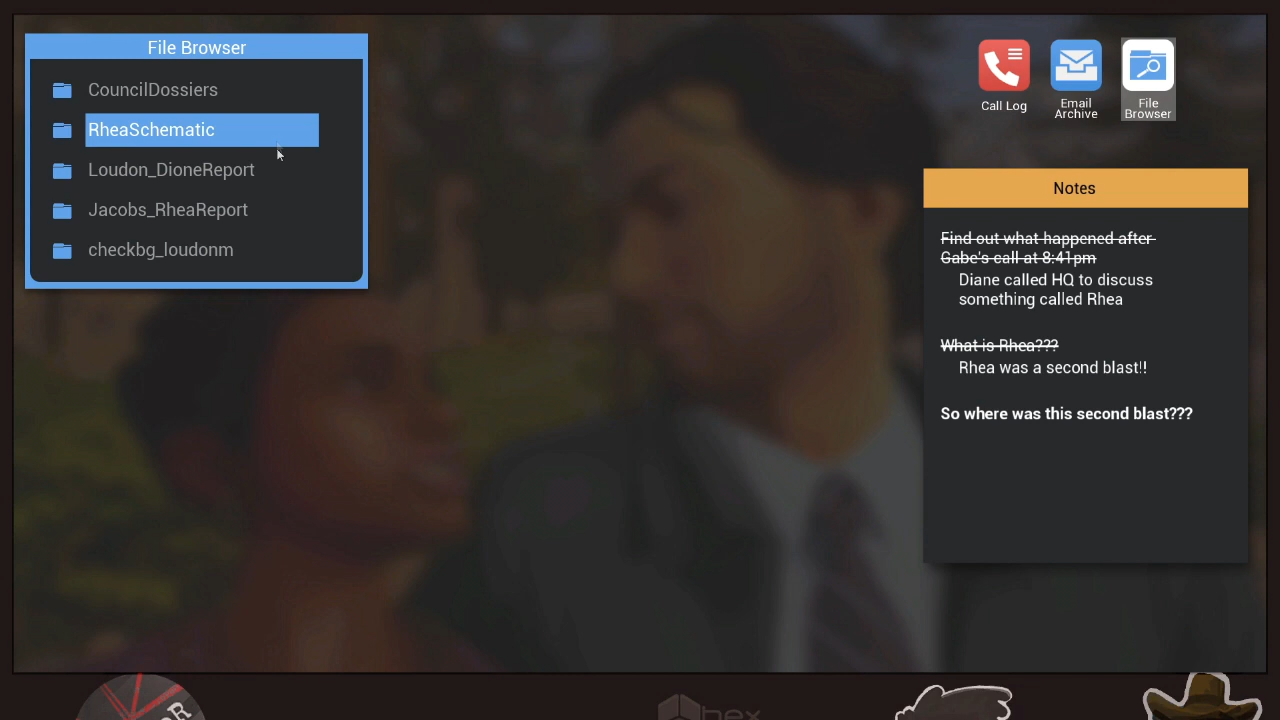 File Browser
CouncilDossiers
RheaSchematic
Loudon_DioneReport
Jacobs_RheaReport
checkbg_loudonm
Call Log
Email
Archive
File
Browser
Notes
Find out what happened after
Gabe's call at 8:41pm
Diane called HQ to discuss
something called Rhea
What is Rhea???
Rhea was a second blast!!
So where was this second blast???
hex